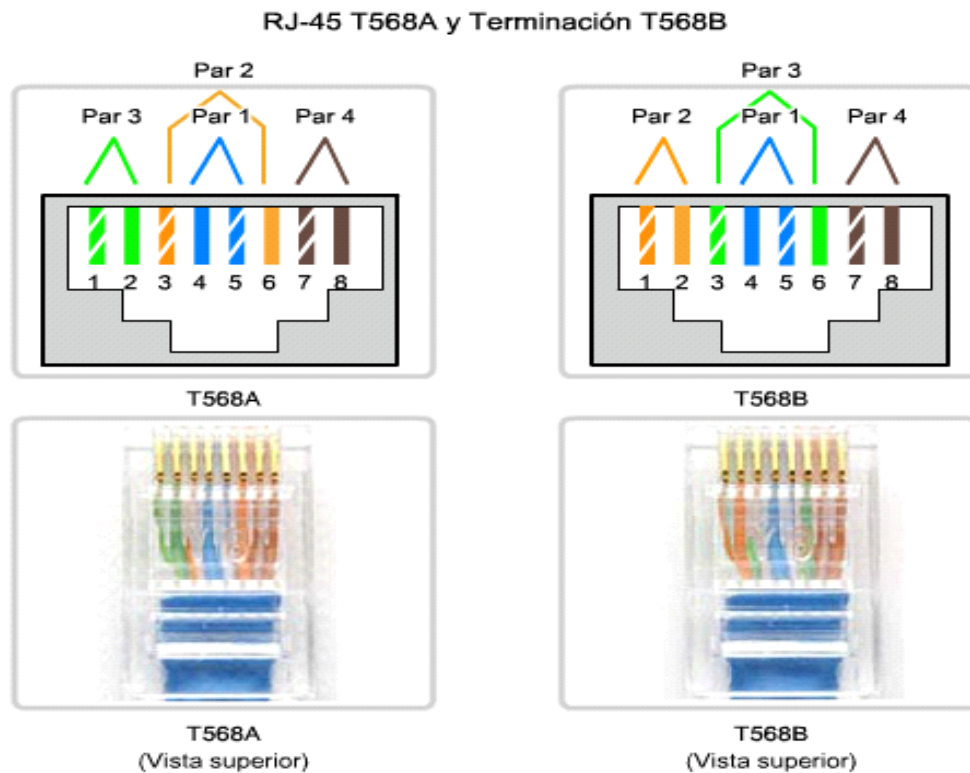 RJ-45 T568A y Terminación T568B
Par 2
Par 3 Par 1 Par 4
1 2 3 4 5 6 7 8
T568A
Par 3
Par 2 Par 1 Par 4
1 2 3 4 5 6 7 8
T568B
T568A
(Vista superior)
T568B
(Vista superior)